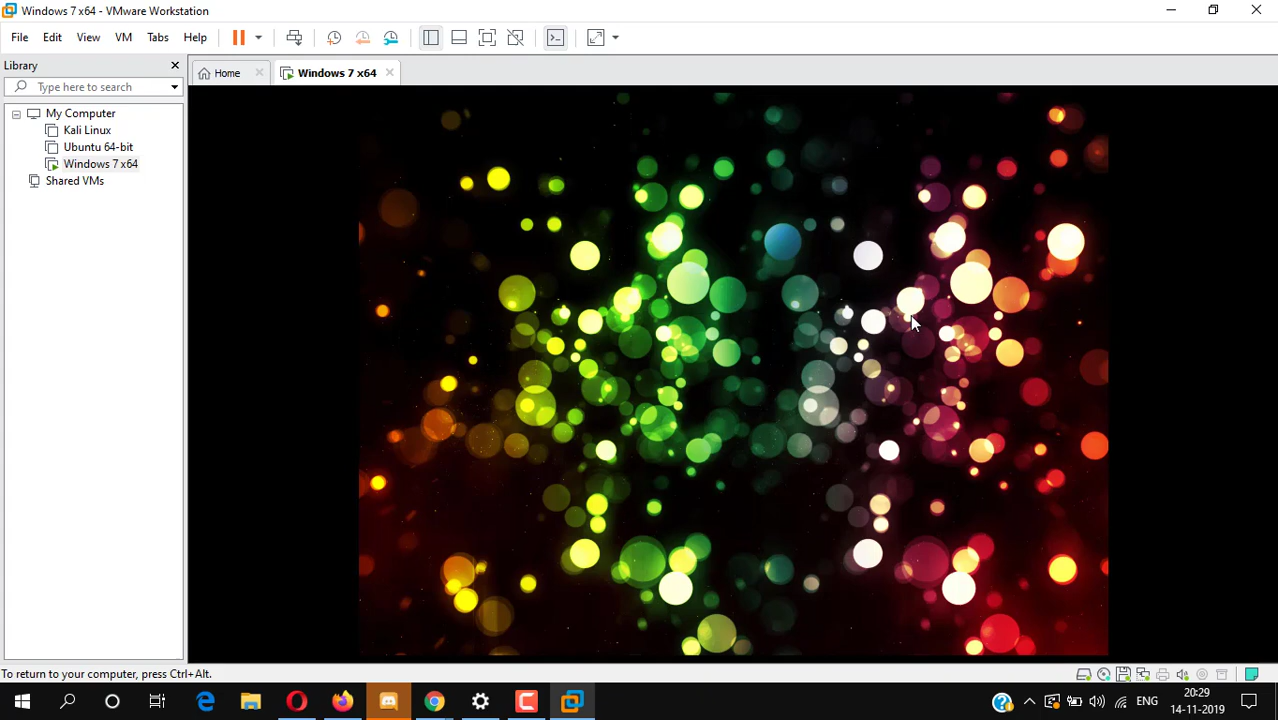 Windows 7 x64 - VMware Workstation
File Edit View VM Tabs Help
Library
Type here to search
Home
Windows 7 x64
My Computer
Kali Linux
Ubuntu 64-bit
Windows 7 x64
Shared VMs
To return to your computer, press Ctrl+Alt.
ENG
20:29
14-11-2019